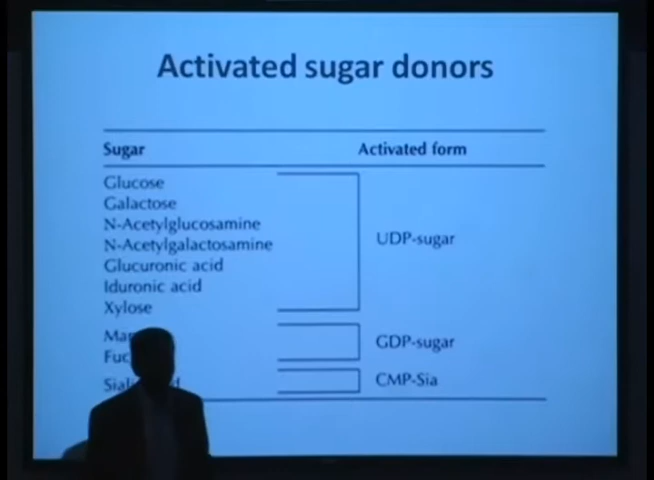 Activated sugar donors
Sugar Activated form
Glucose
Galactose
N-Acetylglucosamine
N-Acetylgalactosamine
Glucuronic acid
UDP-sugar
Iduronic acid
Xylose
GDP-sugar
CMP-Sia